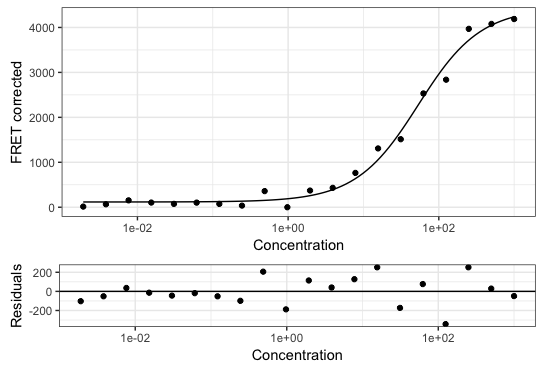 4000
3000
2000
1000
0
FRET corrected
1e-02 1e+00 1e+02
Concentration
200
0
-200
Residuals
1e-02 1e+00 1e+02
Concentration